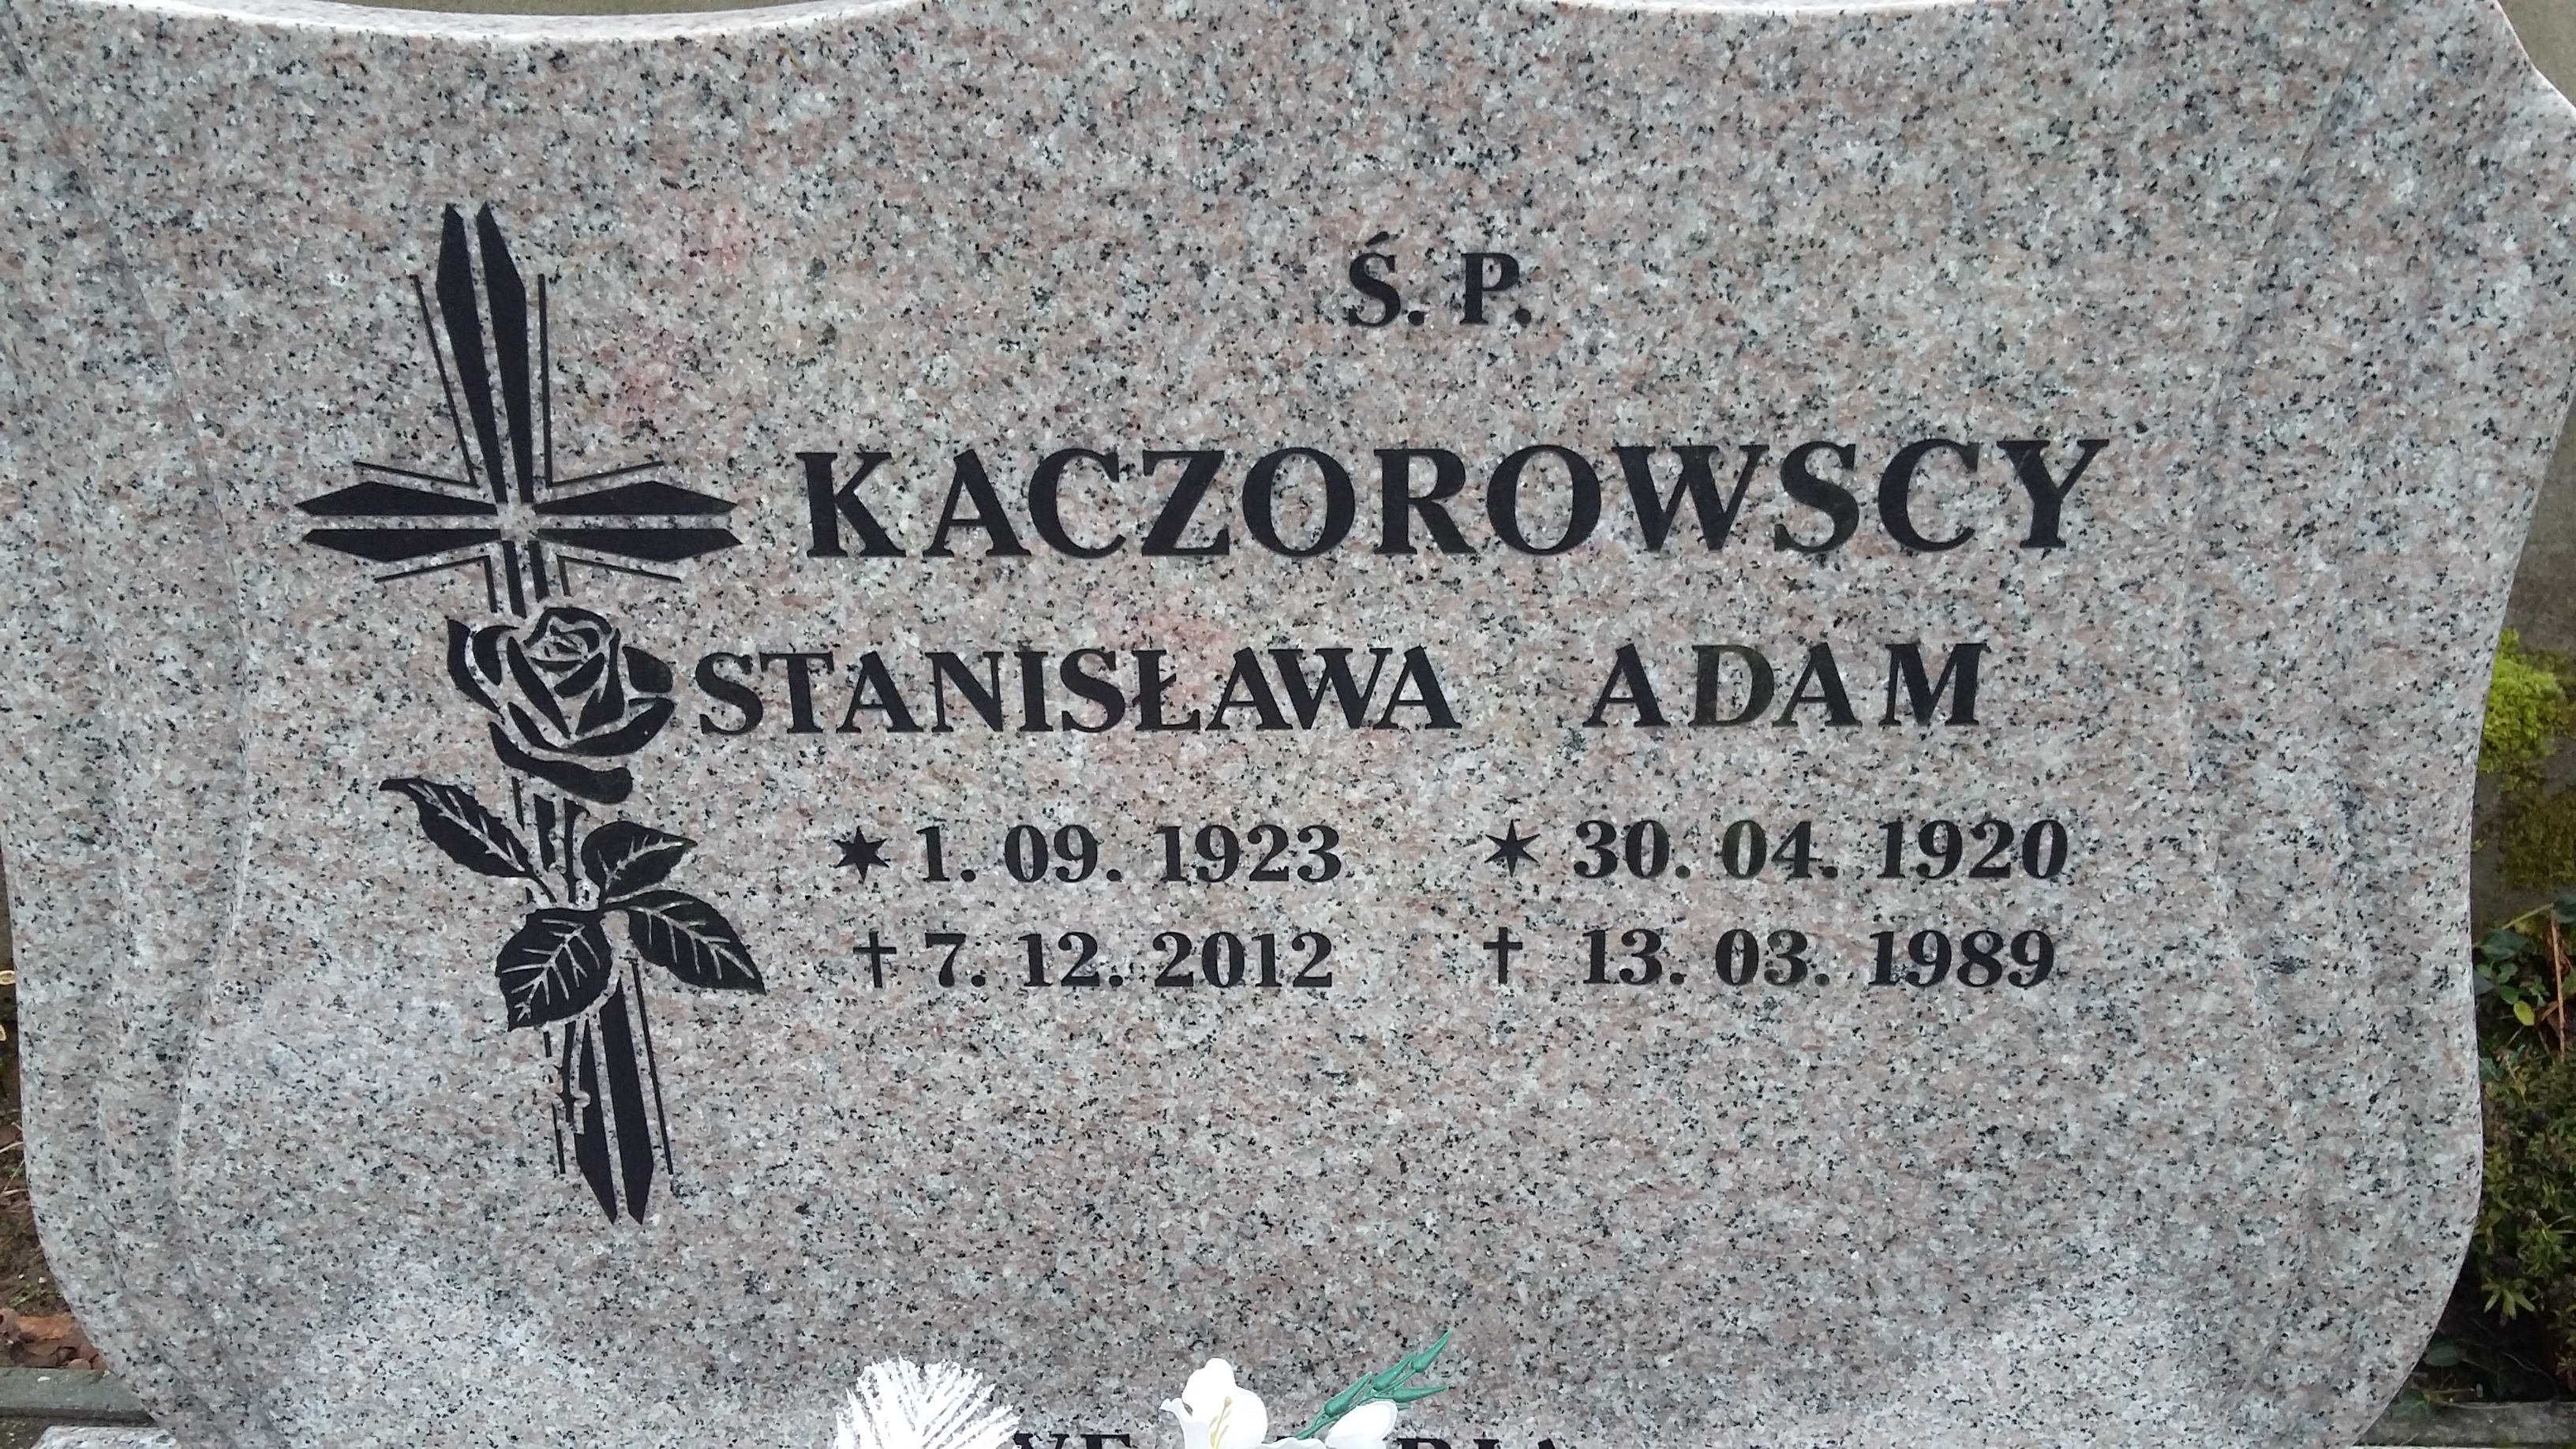 Ś. P.
KACZOROWSCY
STANISŁAWA ADAM
✶ 1. 09. 1923 ✶ 30. 04. 1920
† 7. 12. 2012 † 13. 03. 1989